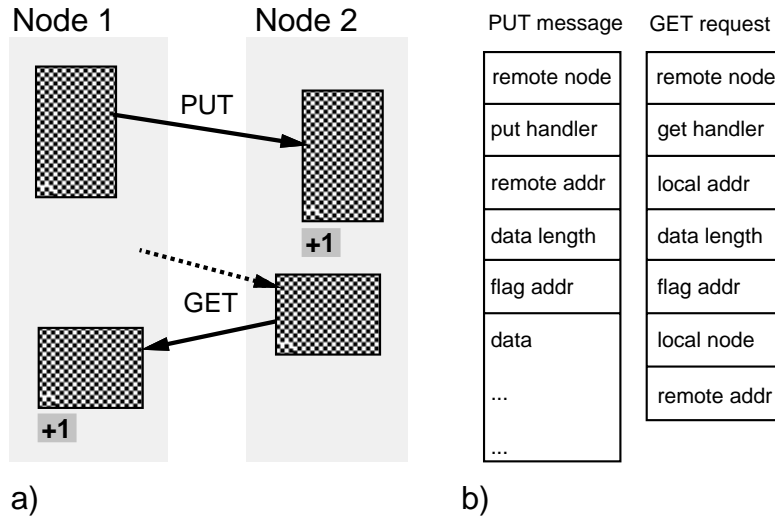 Node 1
Node 2
PUT
+1
GET
+1
a)
PUT message
remote node
put handler
remote addr
data length
flag addr
data
...
...
GET request
remote node
get handler
local addr
data length
flag addr
local node
remote addr
b)